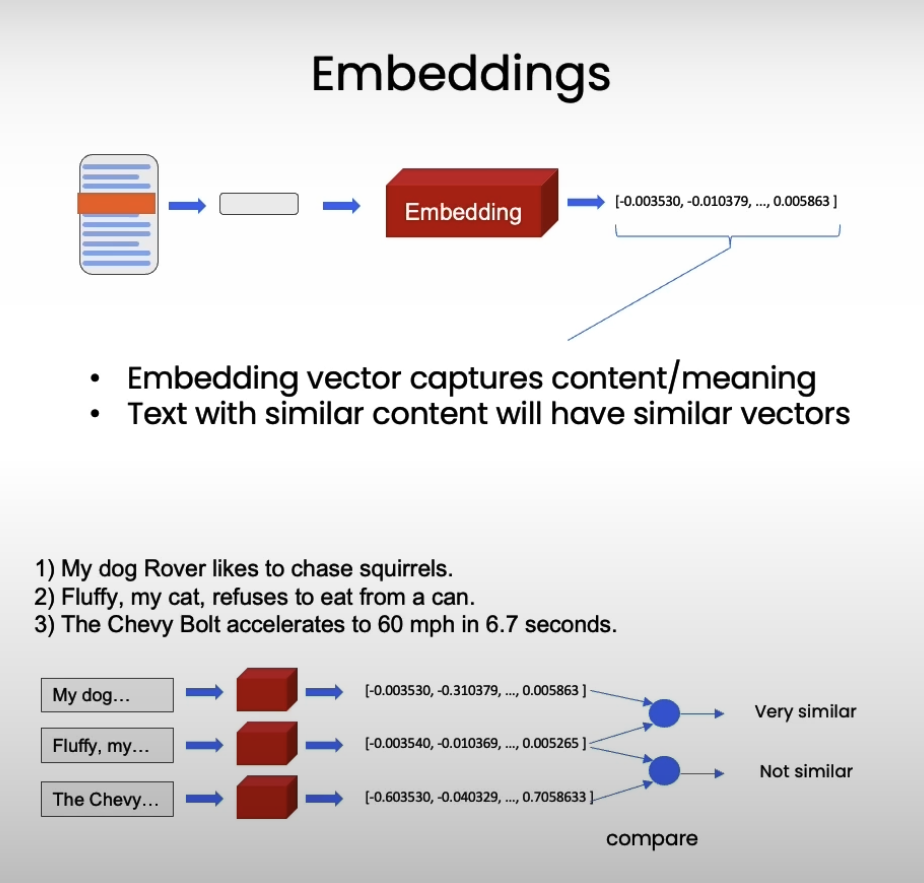 Embeddings
Embedding
[-0.003530, -0.010379, ..., 0.005863 ]
• Embedding vector captures content/meaning
• Text with similar content will have similar vectors
1) My dog Rover likes to chase squirrels.
2) Fluffy, my cat, refuses to eat from a can.
3) The Chevy Bolt accelerates to 60 mph in 6.7 seconds.
My dog...
[-0.003530, -0.310379, ..., 0.005863 ]
Very similar
Fluffy, my...
[-0.003540, -0.010369, ..., 0.005265 ]
Not similar
The Chevy...
[-0.603530, -0.040329, ..., 0.7058633 ]
compare